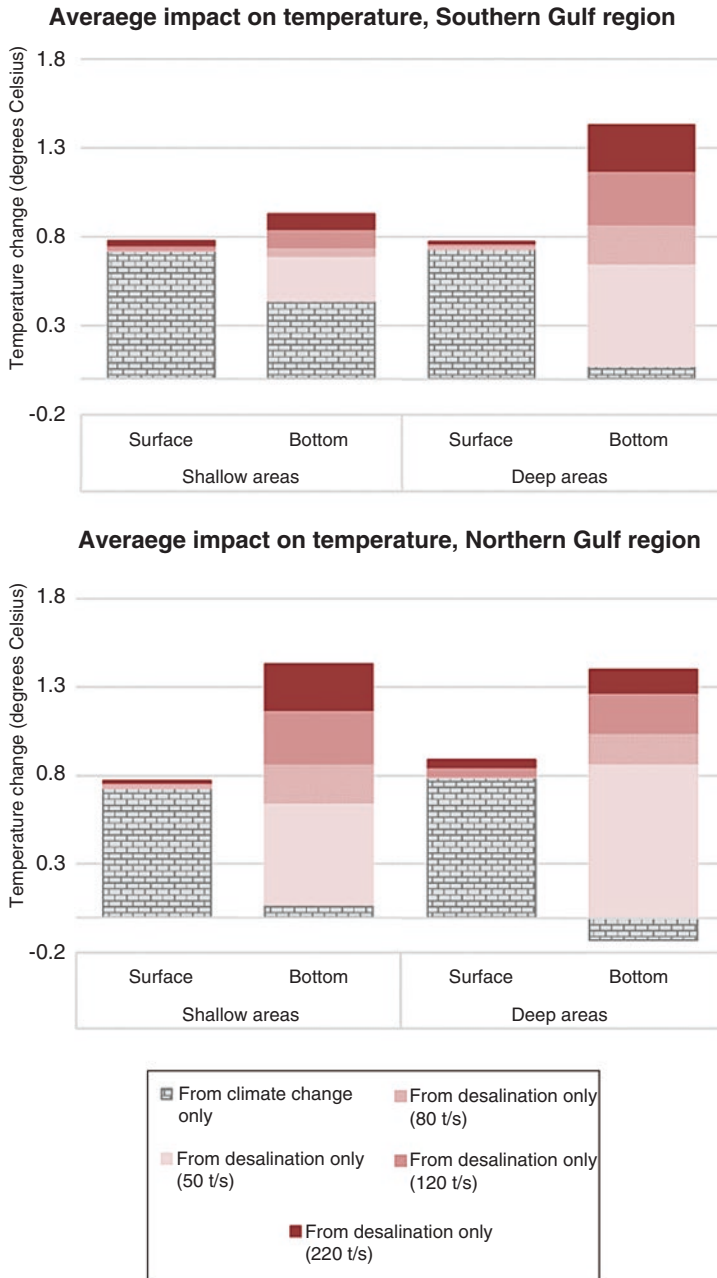 Averaege impact on temperature, Southern Gulf region
Temperature change (degrees Celsius)
1.8
1.3
0.8
0.3
-0.2
Surface
Bottom
Surface
Bottom
Shallow areas
Deep areas
Averaege impact on temperature, Northern Gulf region
Temperature change (degrees Celsius)
1.8
1.3
0.8
0.3
-0.2
Surface
Bottom
Surface
Bottom
Shallow areas
Deep areas
From climate change
only
From desalination only
(80 t/s)
From desalination only
(50 t/s)
From desalination only
(120 t/s)
From desalination only
(220 t/s)